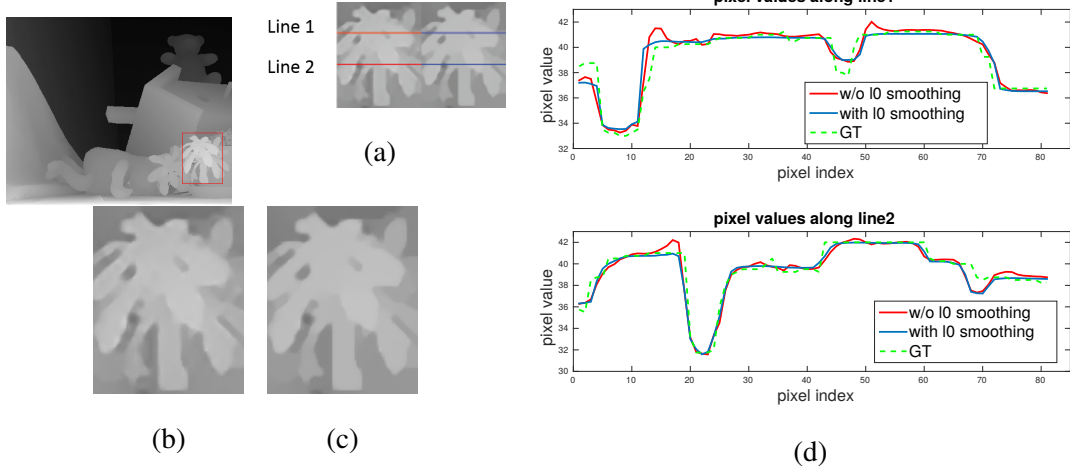 pixel values along line1
Line 1
Line 2
(a)
(b)
(c)
pixel value
42
40
38
36
34
32
w/o l0 smoothing
with l0 smoothing
GT
0 10 20 30 40 50 60 70 80
pixel index
pixel values along line2
pixel value
42
40
38
36
34
32
30
w/o l0 smoothing
with l0 smoothing
GT
0 10 20 30 40 50 60 70 80
pixel index
(d)